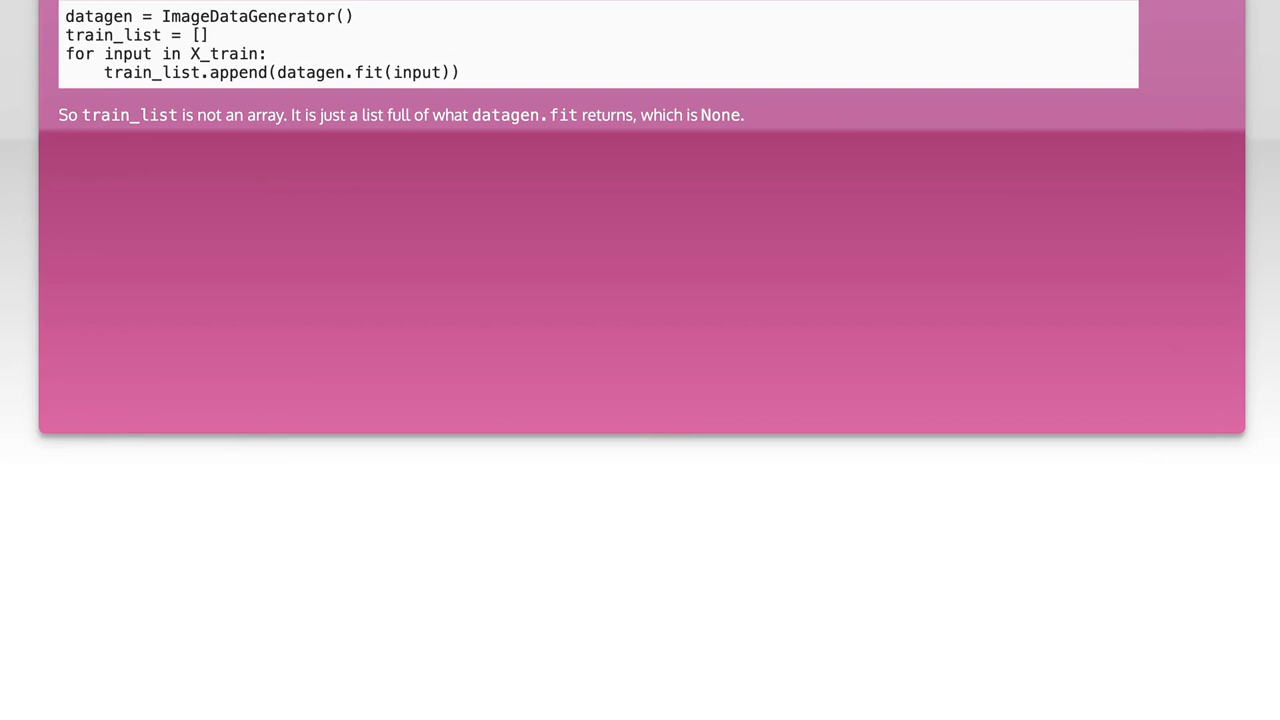 datagen = ImageDataGenerator()
train_list = []
for input in X_train:
    train_list.append(datagen.fit(input))
So train_list is not an array. It is just a list full of what datagen.fit returns, which is None.